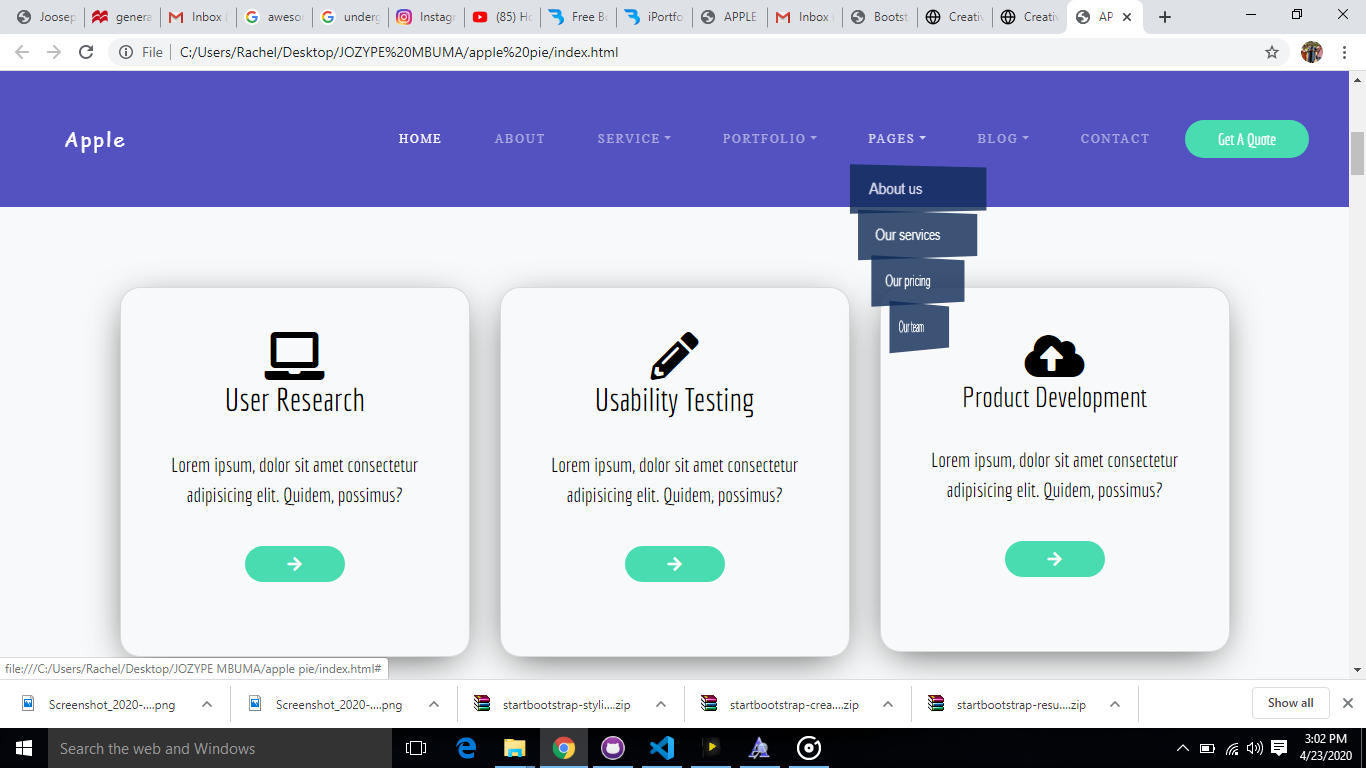 Joosep
genera
Inbox (
aweso
underg
Instagr
(85) Ho
Free Bo
iPortfo
APPLE
Inbox (
Bootst
Creativ
Creativ
AP
File C:/Users/Rachel/Desktop/JOZYPE%20MBUMA/apple%20pie/index.html
Apple
HOME
ABOUT
SERVICE
PORTFOLIO
PAGES
BLOG
CONTACT
Get A Quote
About us
Our services
Our pricing
Our team
User Research
Lorem ipsum, dolor sit amet consectetur
adipisicing elit. Quidem, possimus?
Usability Testing
Lorem ipsum, dolor sit amet consectetur
adipisicing elit. Quidem, possimus?
Product Development
Lorem ipsum, dolor sit amet consectetur
adipisicing elit. Quidem, possimus?
file:///C:/Users/Rachel/Desktop/JOZYPE MBUMA/apple pie/index.html#
Screenshot_2020-....png
Screenshot_2020-....png
startbootstrap-styli....zip
startbootstrap-crea....zip
startbootstrap-resu....zip
Show all
Search the web and Windows
3:02 PM
4/23/2020